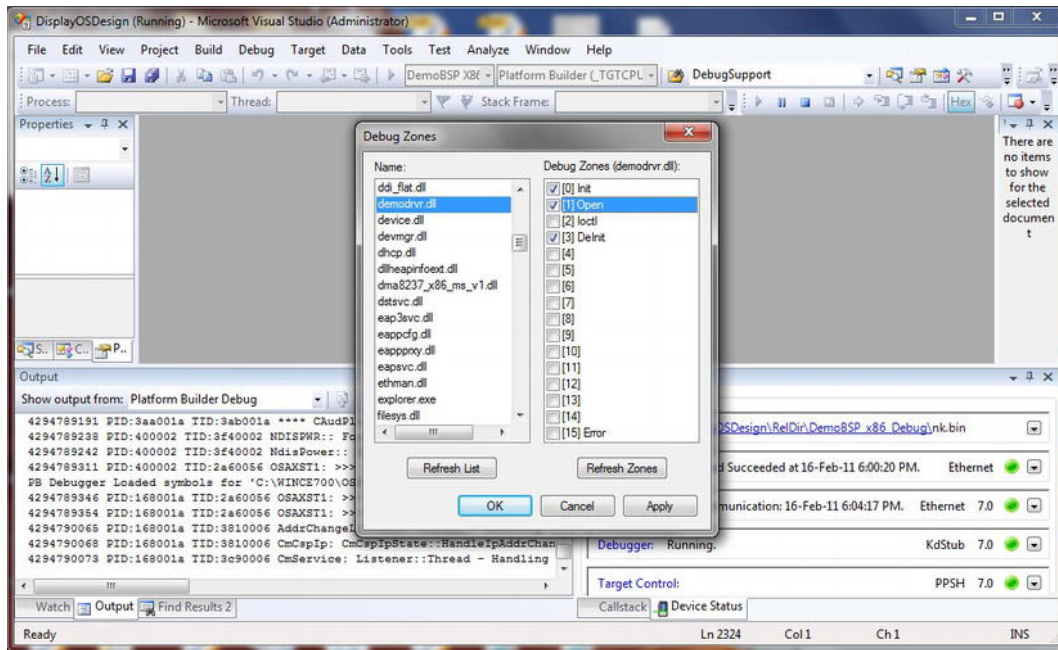 DisplayOSDesign (Running) - Microsoft Visual Studio (Administrator)
File Edit View Project Build Debug Target Data Tools Test Analyze Window Help
DemoBSP X86 Platform Builder (_TGTCPU DebugSupport
Process: Thread: Stack Frame: Hex
Properties
There are
no items
to show
for the
selected
documen
t
S.. C.. P..
Debug Zones
Name:
ddi_flat.dll
demodrvr.dll
device.dll
devmgr.dll
dhcp.dll
dllheapinfoext.dll
dma8237_x86_ms_v1.dll
dstsvc.dll
eap3svc.dll
eappcfg.dll
eappprxy.dll
eapsvc.dll
ethman.dll
explorer.exe
filesys.dll
Refresh List
Debug Zones (demodrvr.dll):
[0] Init
[1] Open
[2] Ioctl
[3] DeInit
[4]
[5]
[6]
[7]
[8]
[9]
[10]
[11]
[12]
[13]
[14]
[15] Error
Refresh Zones
OK Cancel Apply
Output
Show output from: Platform Builder Debug
4294789191 PID:3aa001a TID:3ab001a **** CAudPl
4294789238 PID:400002 TID:3f40002 NDISPWR:: Fo
4294789242 PID:400002 TID:3f40002 NdisPower::
4294789311 PID:400002 TID:2a60056 OSAXST1: >>>
PB Debugger Loaded symbols for 'C:\WINCE700\OS
4294789346 PID:168001a TID:2a60056 OSAXST1: >>
4294789354 PID:168001a TID:2a60056 OSAXST1: >>
4294790065 PID:168001a TID:3810006 AddrChangeL
4294790068 PID:168001a TID:3810006 CmCspIp: CmCspIpState::HandleIpAddrChan
4294790073 PID:168001a TID:3c90006 CmService: Listener::Thread - Handling
OSDesign\RelDir\DemoBSP_x86_Debug\nk.bin
d Succeeded at 16-Feb-11 6:00:20 PM. Ethernet
munication: 16-Feb-11 6:04:17 PM. Ethernet 7.0
Debugger: Running. KdStub 7.0
Target Control: PPSH 7.0
Watch Output Find Results 2
Callstack Device Status
Ready Ln 2324 Col 1 Ch 1 INS